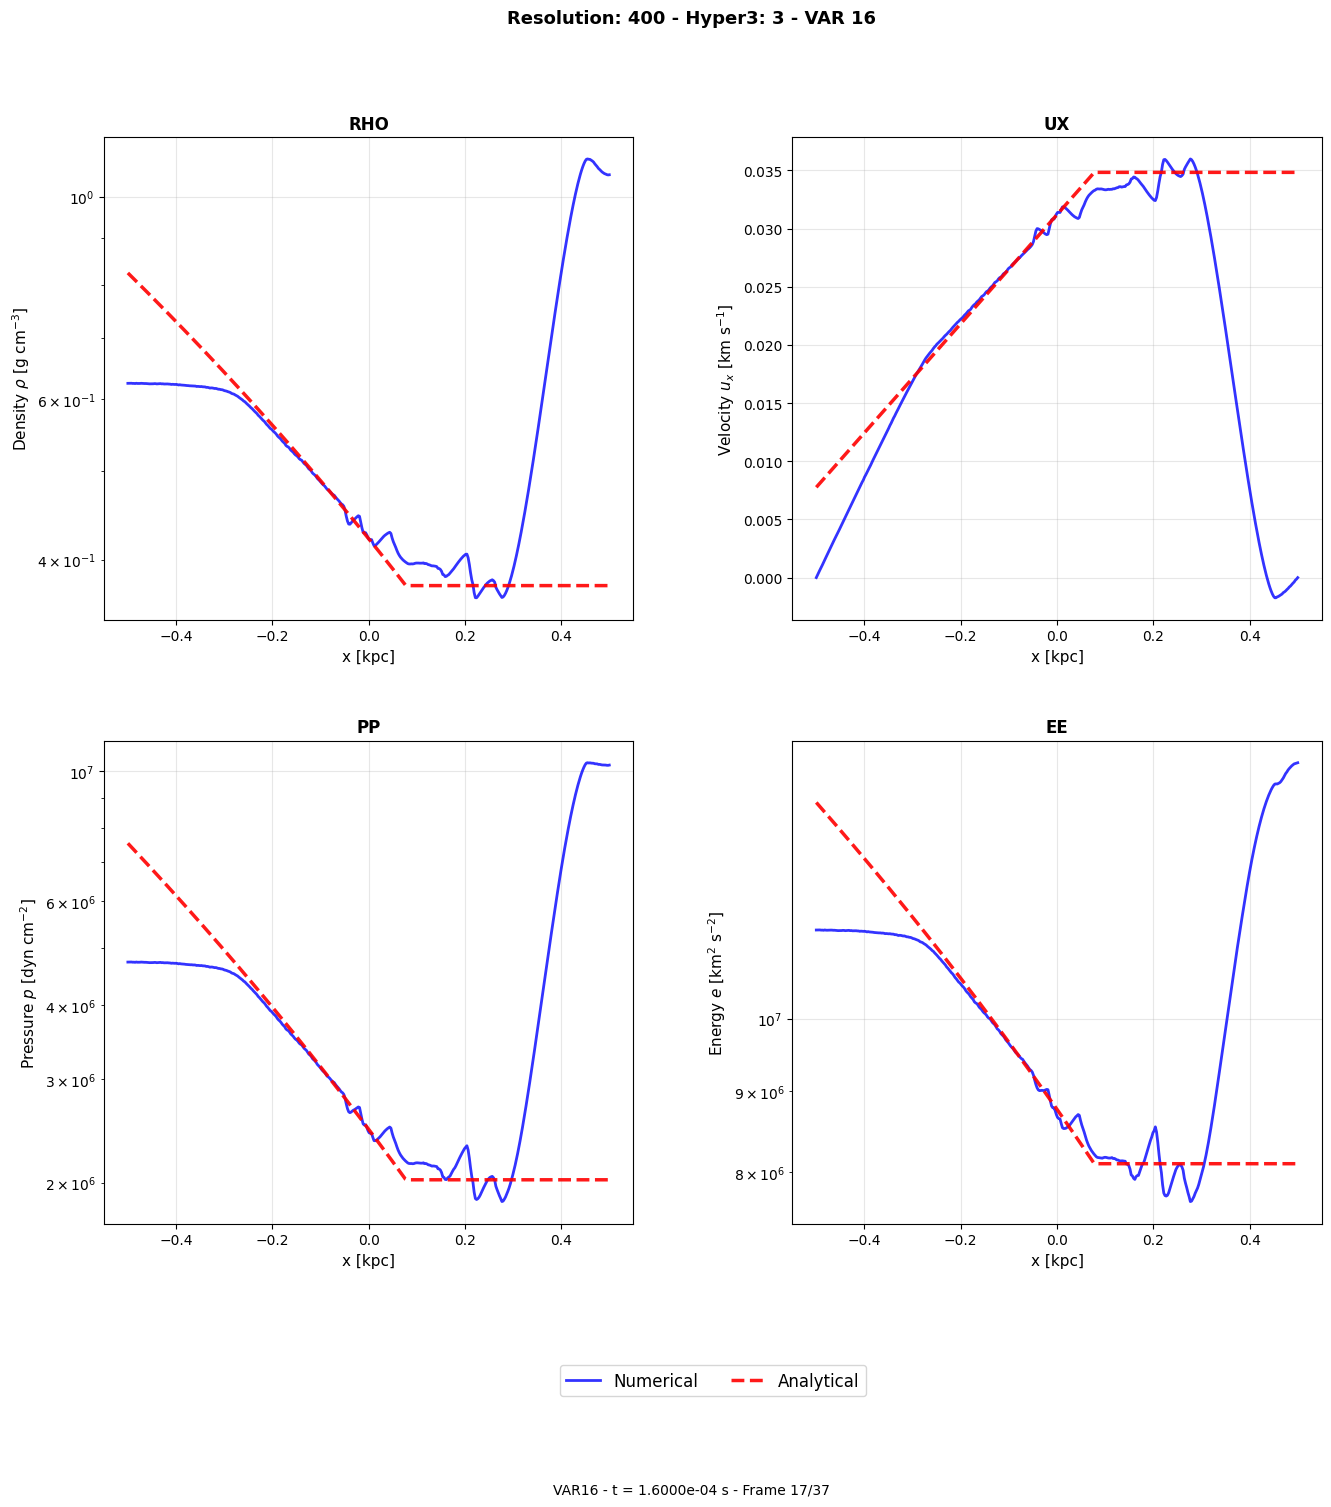 Resolution: 400 - Hyper3: 3 - VAR 16
RHO
Density ρ [g cm⁻³]
10⁰
6 × 10⁻¹
4 × 10⁻¹
−0.4 −0.2 0.0 0.2 0.4
x [kpc]
UX
Velocity uₓ [km s⁻¹]
0.035
0.030
0.025
0.020
0.015
0.010
0.005
0.000
−0.4 −0.2 0.0 0.2 0.4
x [kpc]
PP
Pressure p [dyn cm⁻²]
10⁷
6 × 10⁶
4 × 10⁶
3 × 10⁶
2 × 10⁶
−0.4 −0.2 0.0 0.2 0.4
x [kpc]
EE
Energy e [km² s⁻²]
10⁷
9 × 10⁶
8 × 10⁶
−0.4 −0.2 0.0 0.2 0.4
x [kpc]
Numerical Analytical
VAR16 - t = 1.6000e-04 s - Frame 17/37